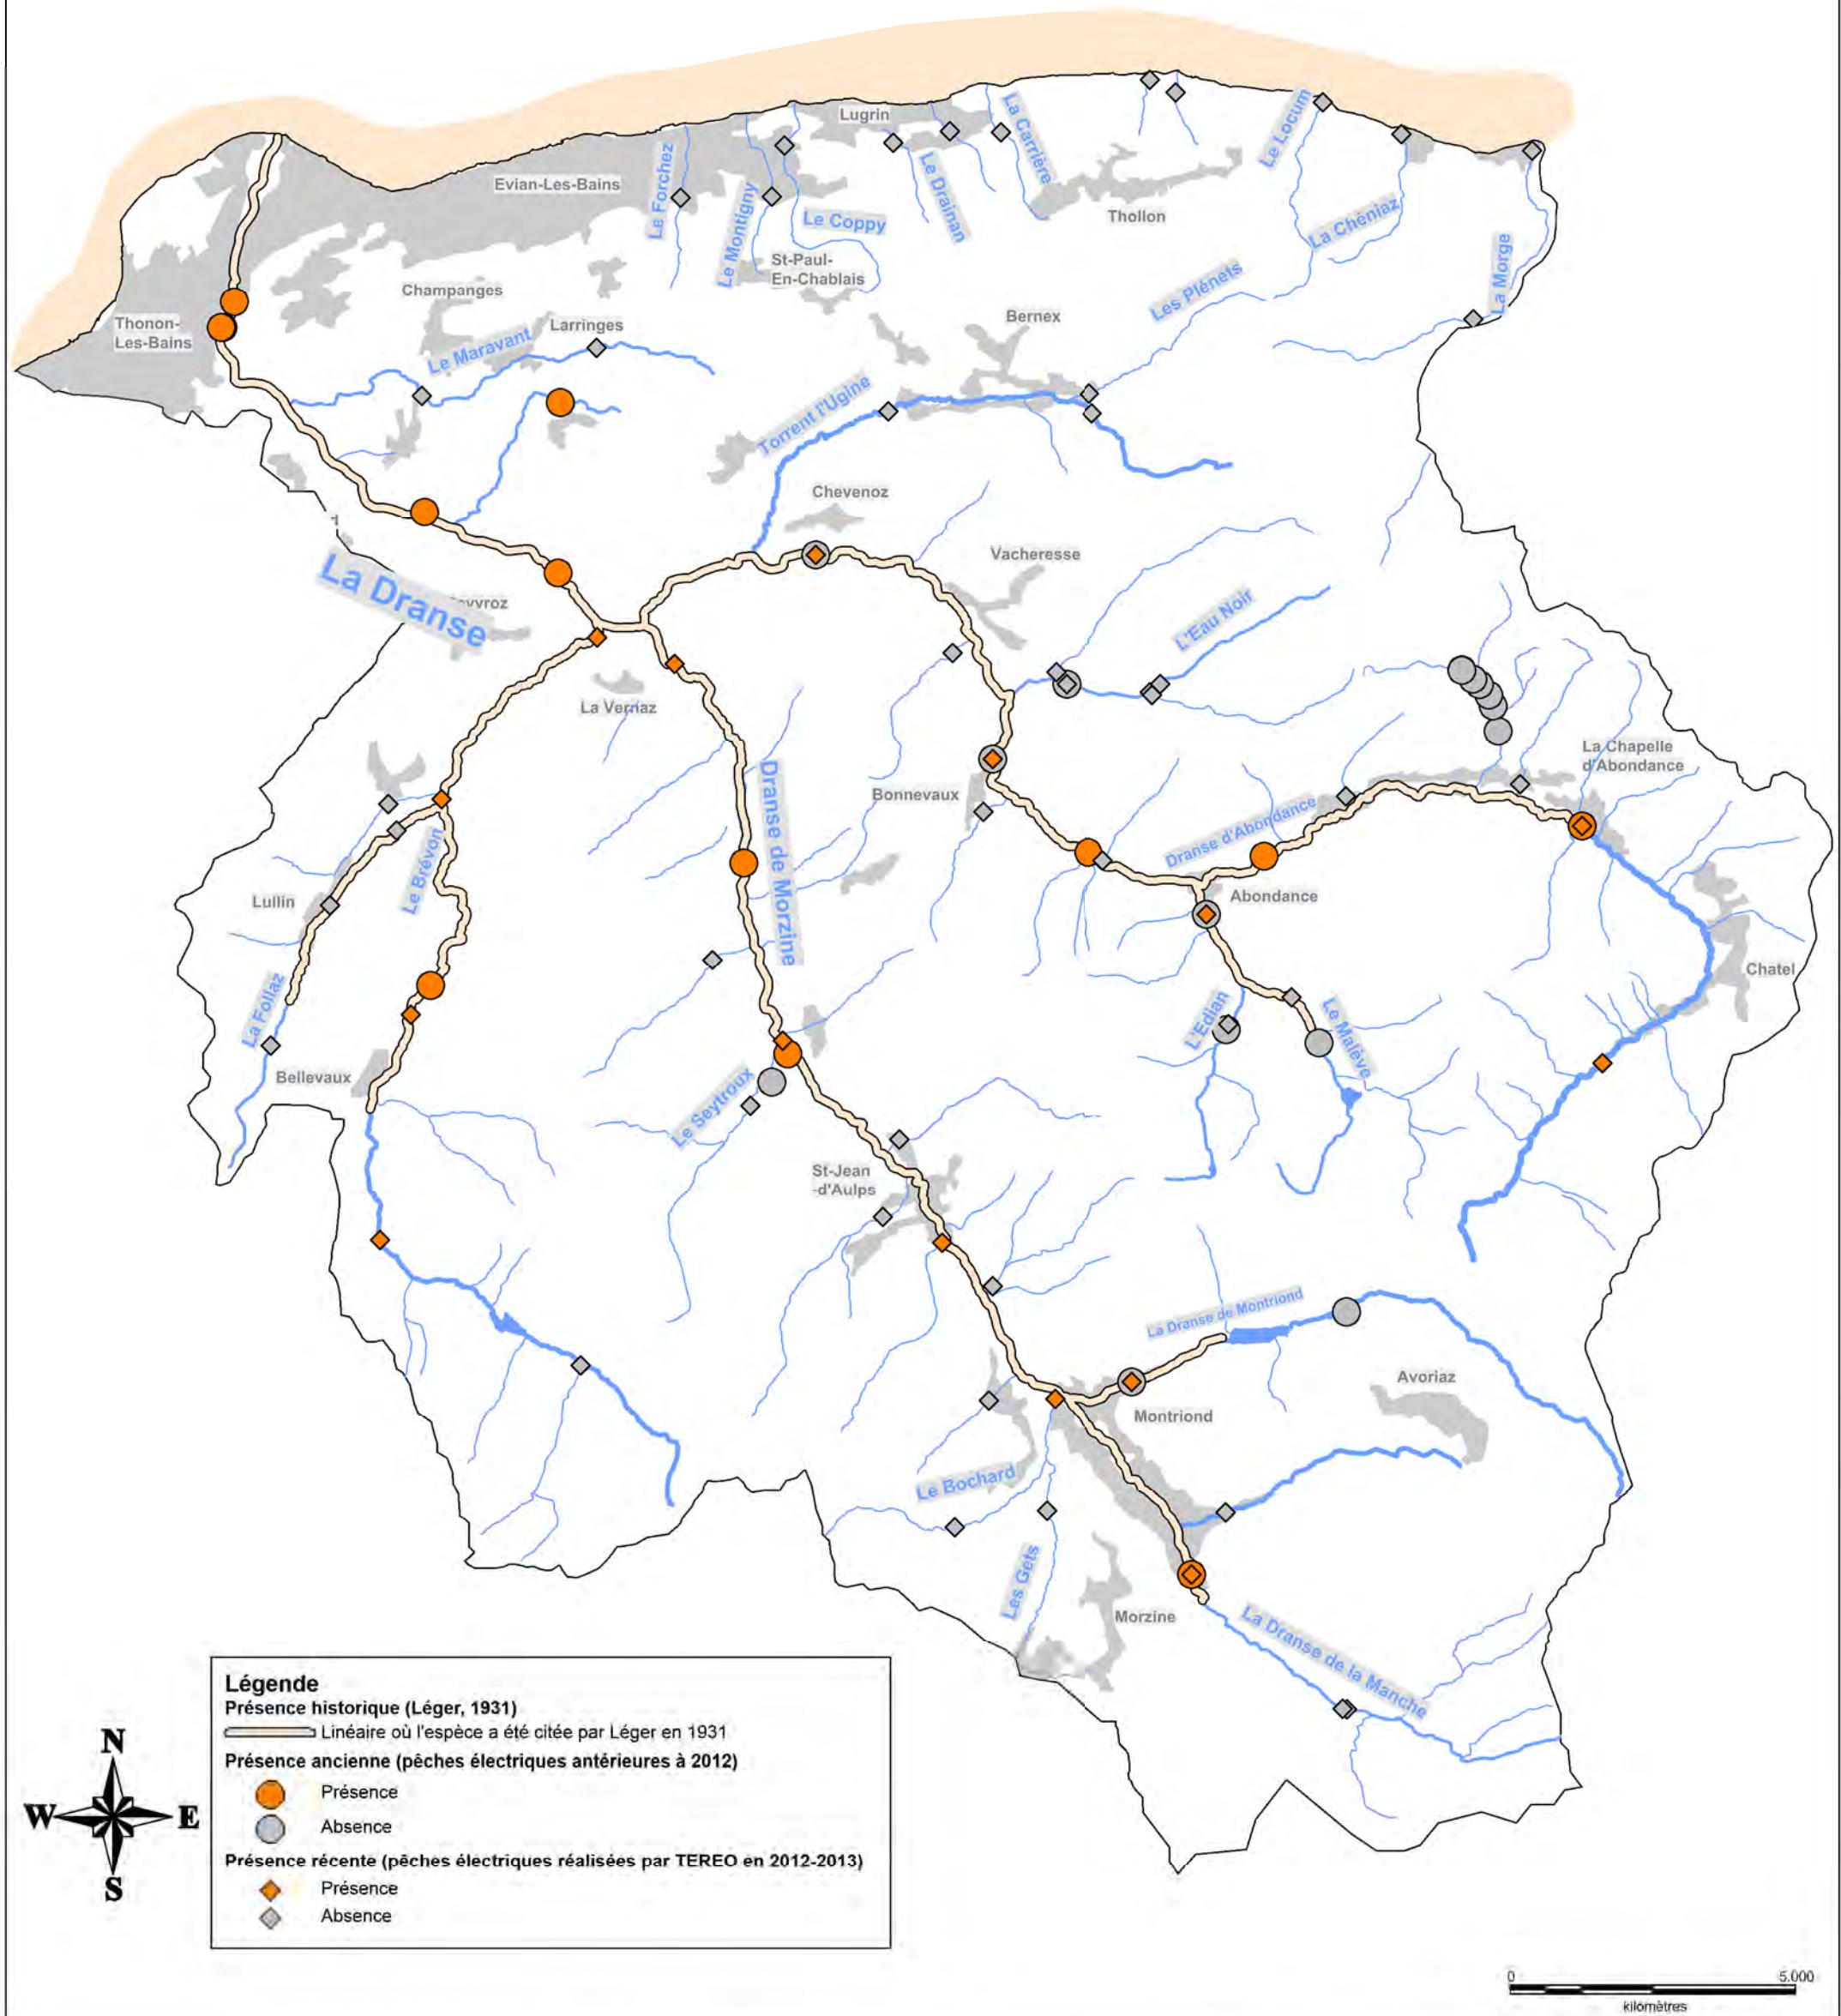 Lugrin
La Carrière
Le Locum
Evian-Les-Bains
Le Forchez
Le Montigny
Le Coppy
Le Drainan
Thollon
La Chéniaz
La Morge
St-Paul-
En-Chablais
Les Plénets
Champanges
Thonon-
Les-Bains
Larringes
Le Maravant
Bernex
Torrent l'Ugine
Chevenoz
Vacheresse
La Dranse
L'Eau Noir
La Vernaz
La Chapelle
d'Abondance
Bonnevaux
Dranse d'Abondance
Dranse de Morzine
Le Brévon
Lullin
Abondance
Chatel
La Follaz
L'Edian
Le Malève
Bellevaux
Le Seytroux
St-Jean
-d'Aulps
La Dranse de Montriond
Avoriaz
Montriond
Le Bochard
Les Gets
Morzine
La Dranse de la Manche
Légende
Présence historique (Léger, 1931)
Linéaire où l'espèce a été citée par Léger en 1931
Présence ancienne (pêches électriques antérieures à 2012)
Présence
Absence
Présence récente (pêches électriques réalisées par TEREO en 2012-2013)
Présence
Absence
N
W E
S
0 5.000
kilomètres